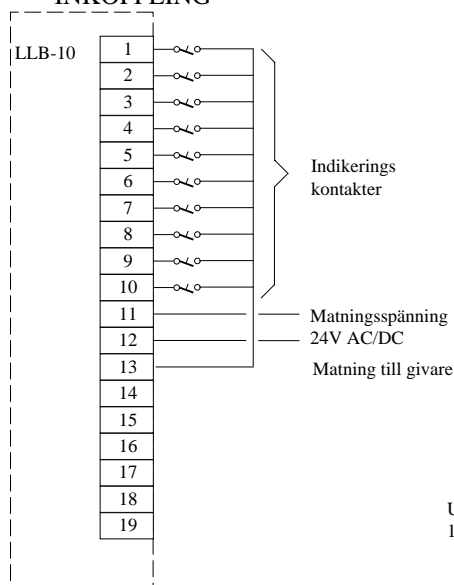 INKOPPLING
LLB-10
1
2
3
4
5
6
7
8
9
10
11
12
13
14
15
16
17
18
19
Indikerings
kontakter
Matningsspänning
24V AC/DC
Matning till givare
U
1